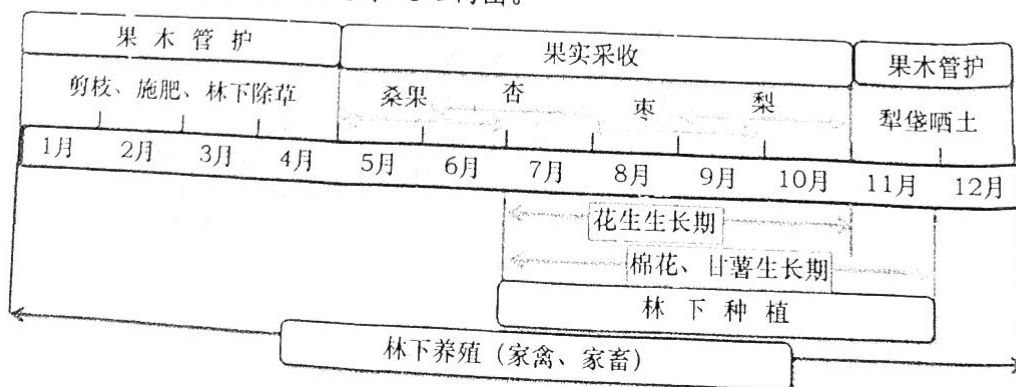 果木管护 果实采收 果木管护
剪枝、施肥、林下除草 桑果 杏 枣 梨 犁垡晒土
1月 2月 3月 4月 5月 6月 7月 8月 9月 10月 11月 12月
花生生长期
棉花、甘薯生长期
林下种植
林下养殖（家禽、家畜）